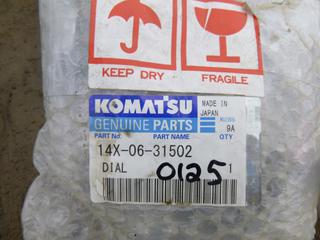 KEEP DRY
FRAGILE
KOMATSU
MADE IN
JAPAN
GENUINE PARTS
9A
PART No. PART NAME QTY
14X-06-31502
DIAL 0125 1